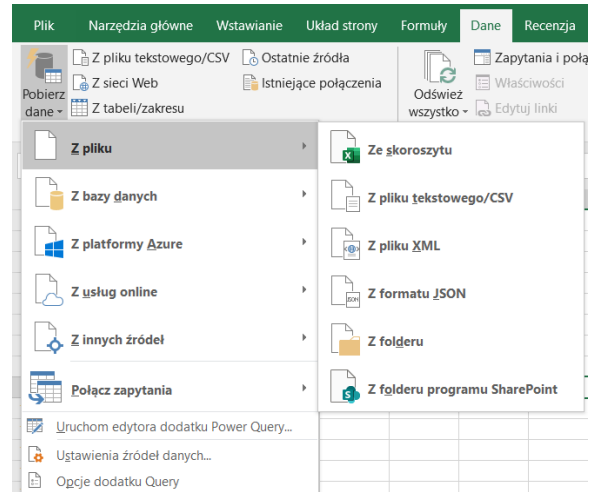 Plik Narzędzia główne Wstawianie Układ strony Formuły Dane Recenzja
Pobierz dane
Z pliku tekstowego/CSV
Z sieci Web
Z tabeli/zakresu
Ostatnie źródła
Istniejące połączenia
Odśwież
wszystko
Zapytania i połą
Właściwości
Edytuj linki
Z pliku
Z bazy danych
Z platformy Azure
Z usług online
Z innych źródeł
Połącz zapytania
Uruchom edytora dodatku Power Query...
Ustawienia źródeł danych...
Opcje dodatku Query
Ze skoroszytu
Z pliku tekstowego/CSV
Z pliku XML
Z formatu JSON
Z folderu
Z folderu programu SharePoint